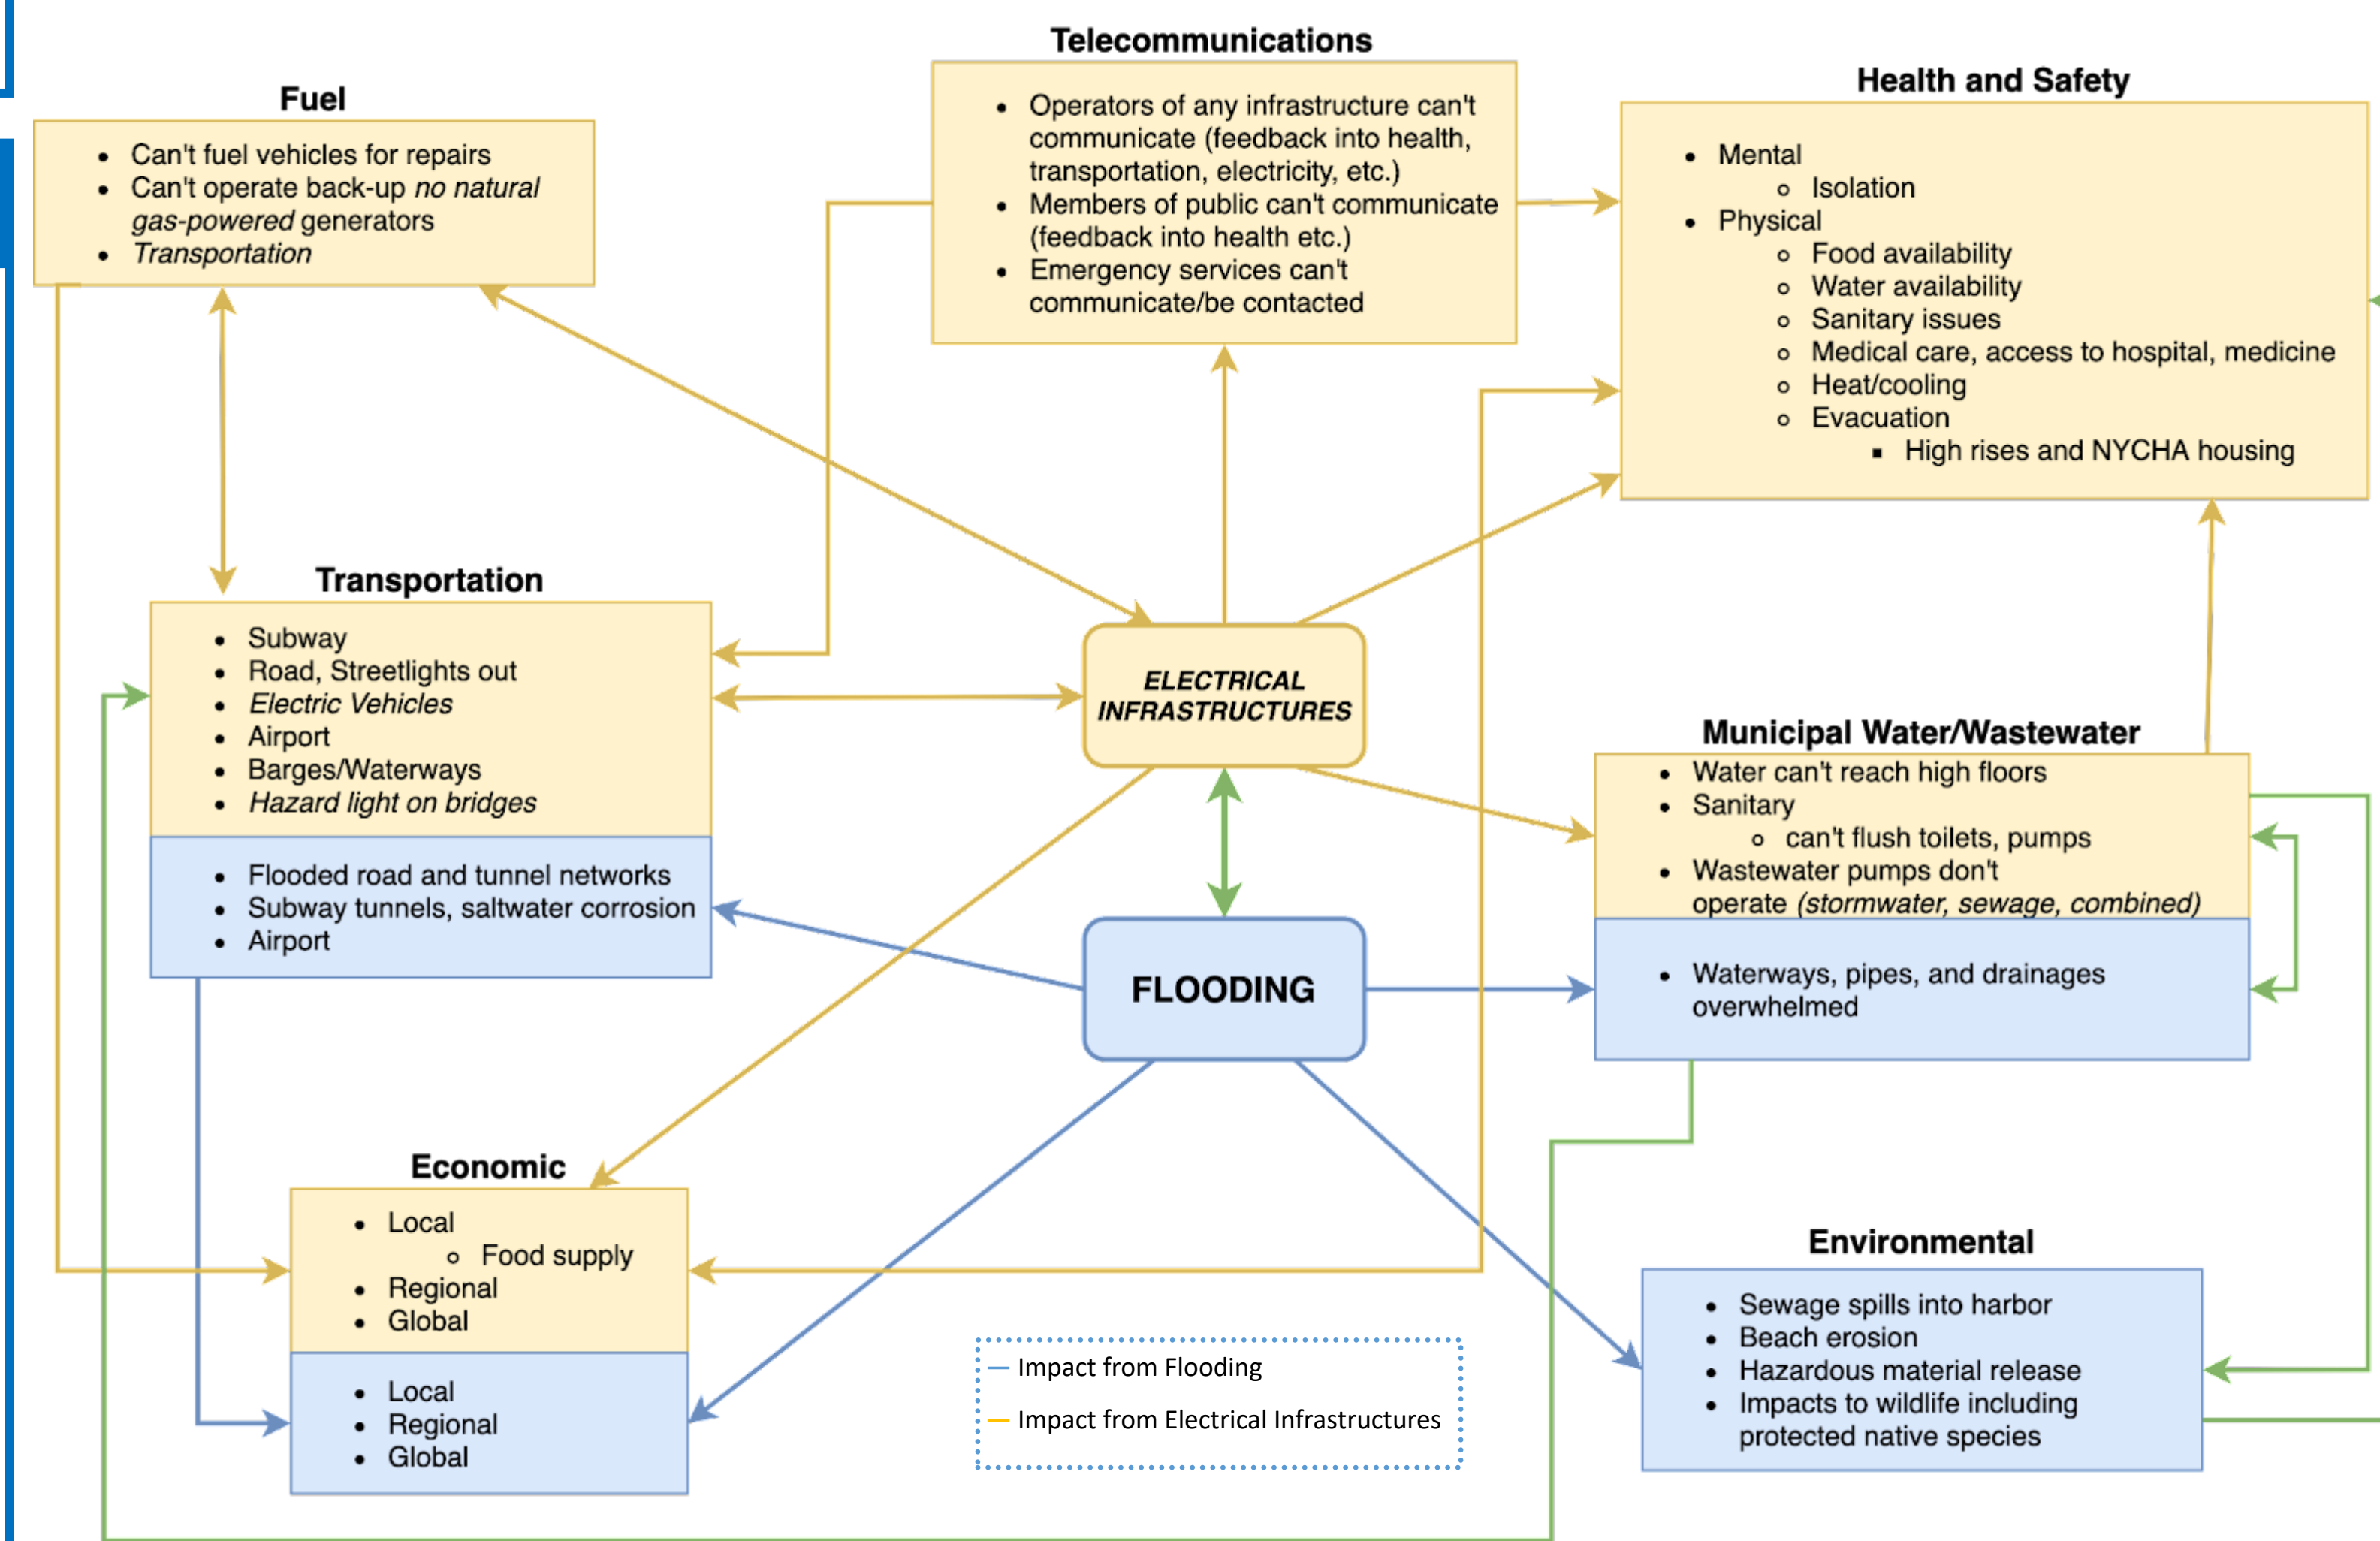 Telecommunications
Operators of any infrastructure can't
communicate (feedback into health,
transportation, electricity, etc.)
Members of public can't communicate
(feedback into health etc.)
Emergency services can't
communicate/be contacted
Health and Safety
Mental
Isolation
Physical
Food availability
Water availability
Sanitary issues
Medical care, access to hospital, medicine
Heat/cooling
Evacuation
High rises and NYCHA housing
Fuel
Can't fuel vehicles for repairs
Can't operate back-up no natural
gas-powered generators
Transportation
Transportation
Subway
Road, Streetlights out
Electric Vehicles
Airport
Barges/Waterways
Hazard light on bridges
Flooded road and tunnel networks
Subway tunnels, saltwater corrosion
Airport
ELECTRICAL
INFRASTRUCTURES
FLOODING
Municipal Water/Wastewater
Water can't reach high floors
Sanitary
can't flush toilets, pumps
Wastewater pumps don't
operate (stormwater, sewage, combined)
Waterways, pipes, and drainages
overwhelmed
Economic
Local
Food supply
Regional
Global
Local
Regional
Global
Impact from Flooding
Impact from Electrical Infrastructures
Environmental
Sewage spills into harbor
Beach erosion
Hazardous material release
Impacts to wildlife including
protected native species